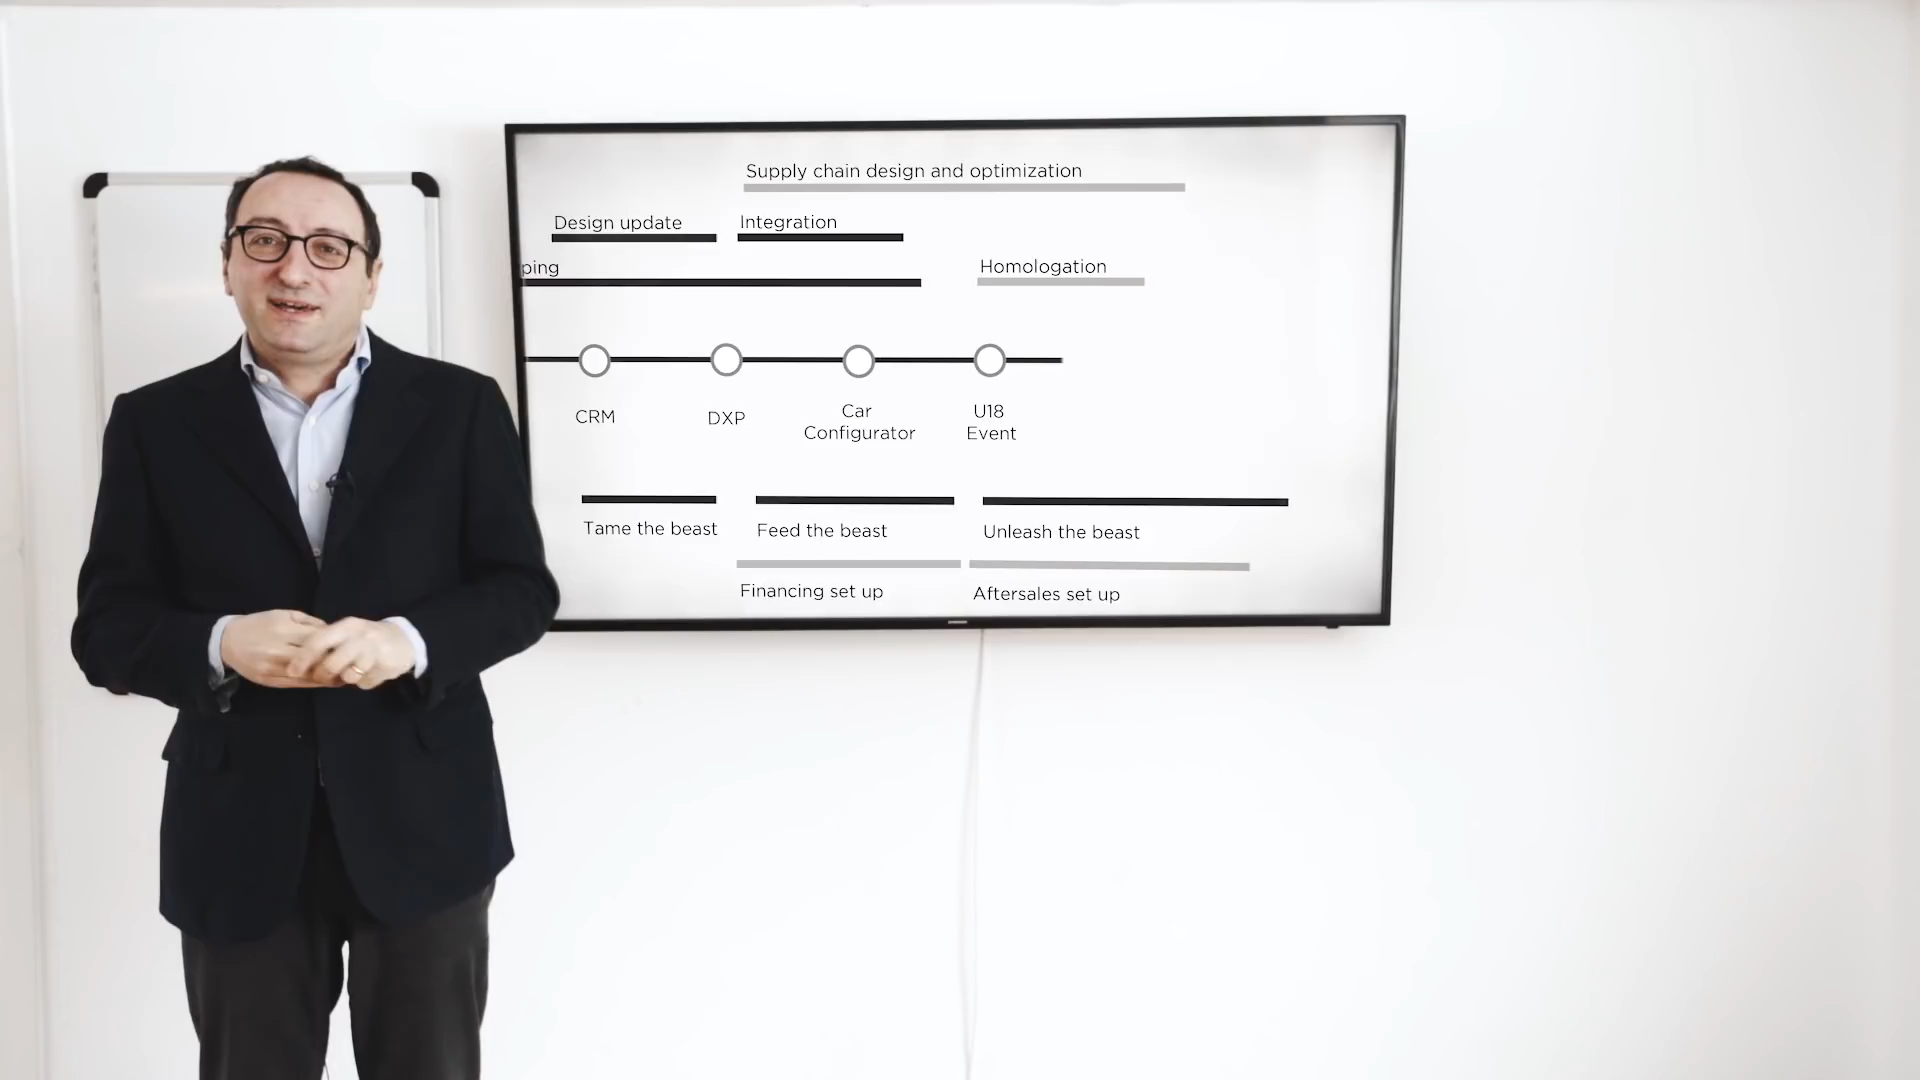 Supply chain design and optimization
Design update
Integration
ping
Homologation
CRM
DXP
Car
Configurator
U18
Event
Tame the beast
Feed the beast
Unleash the beast
Financing set up
Aftersales set up